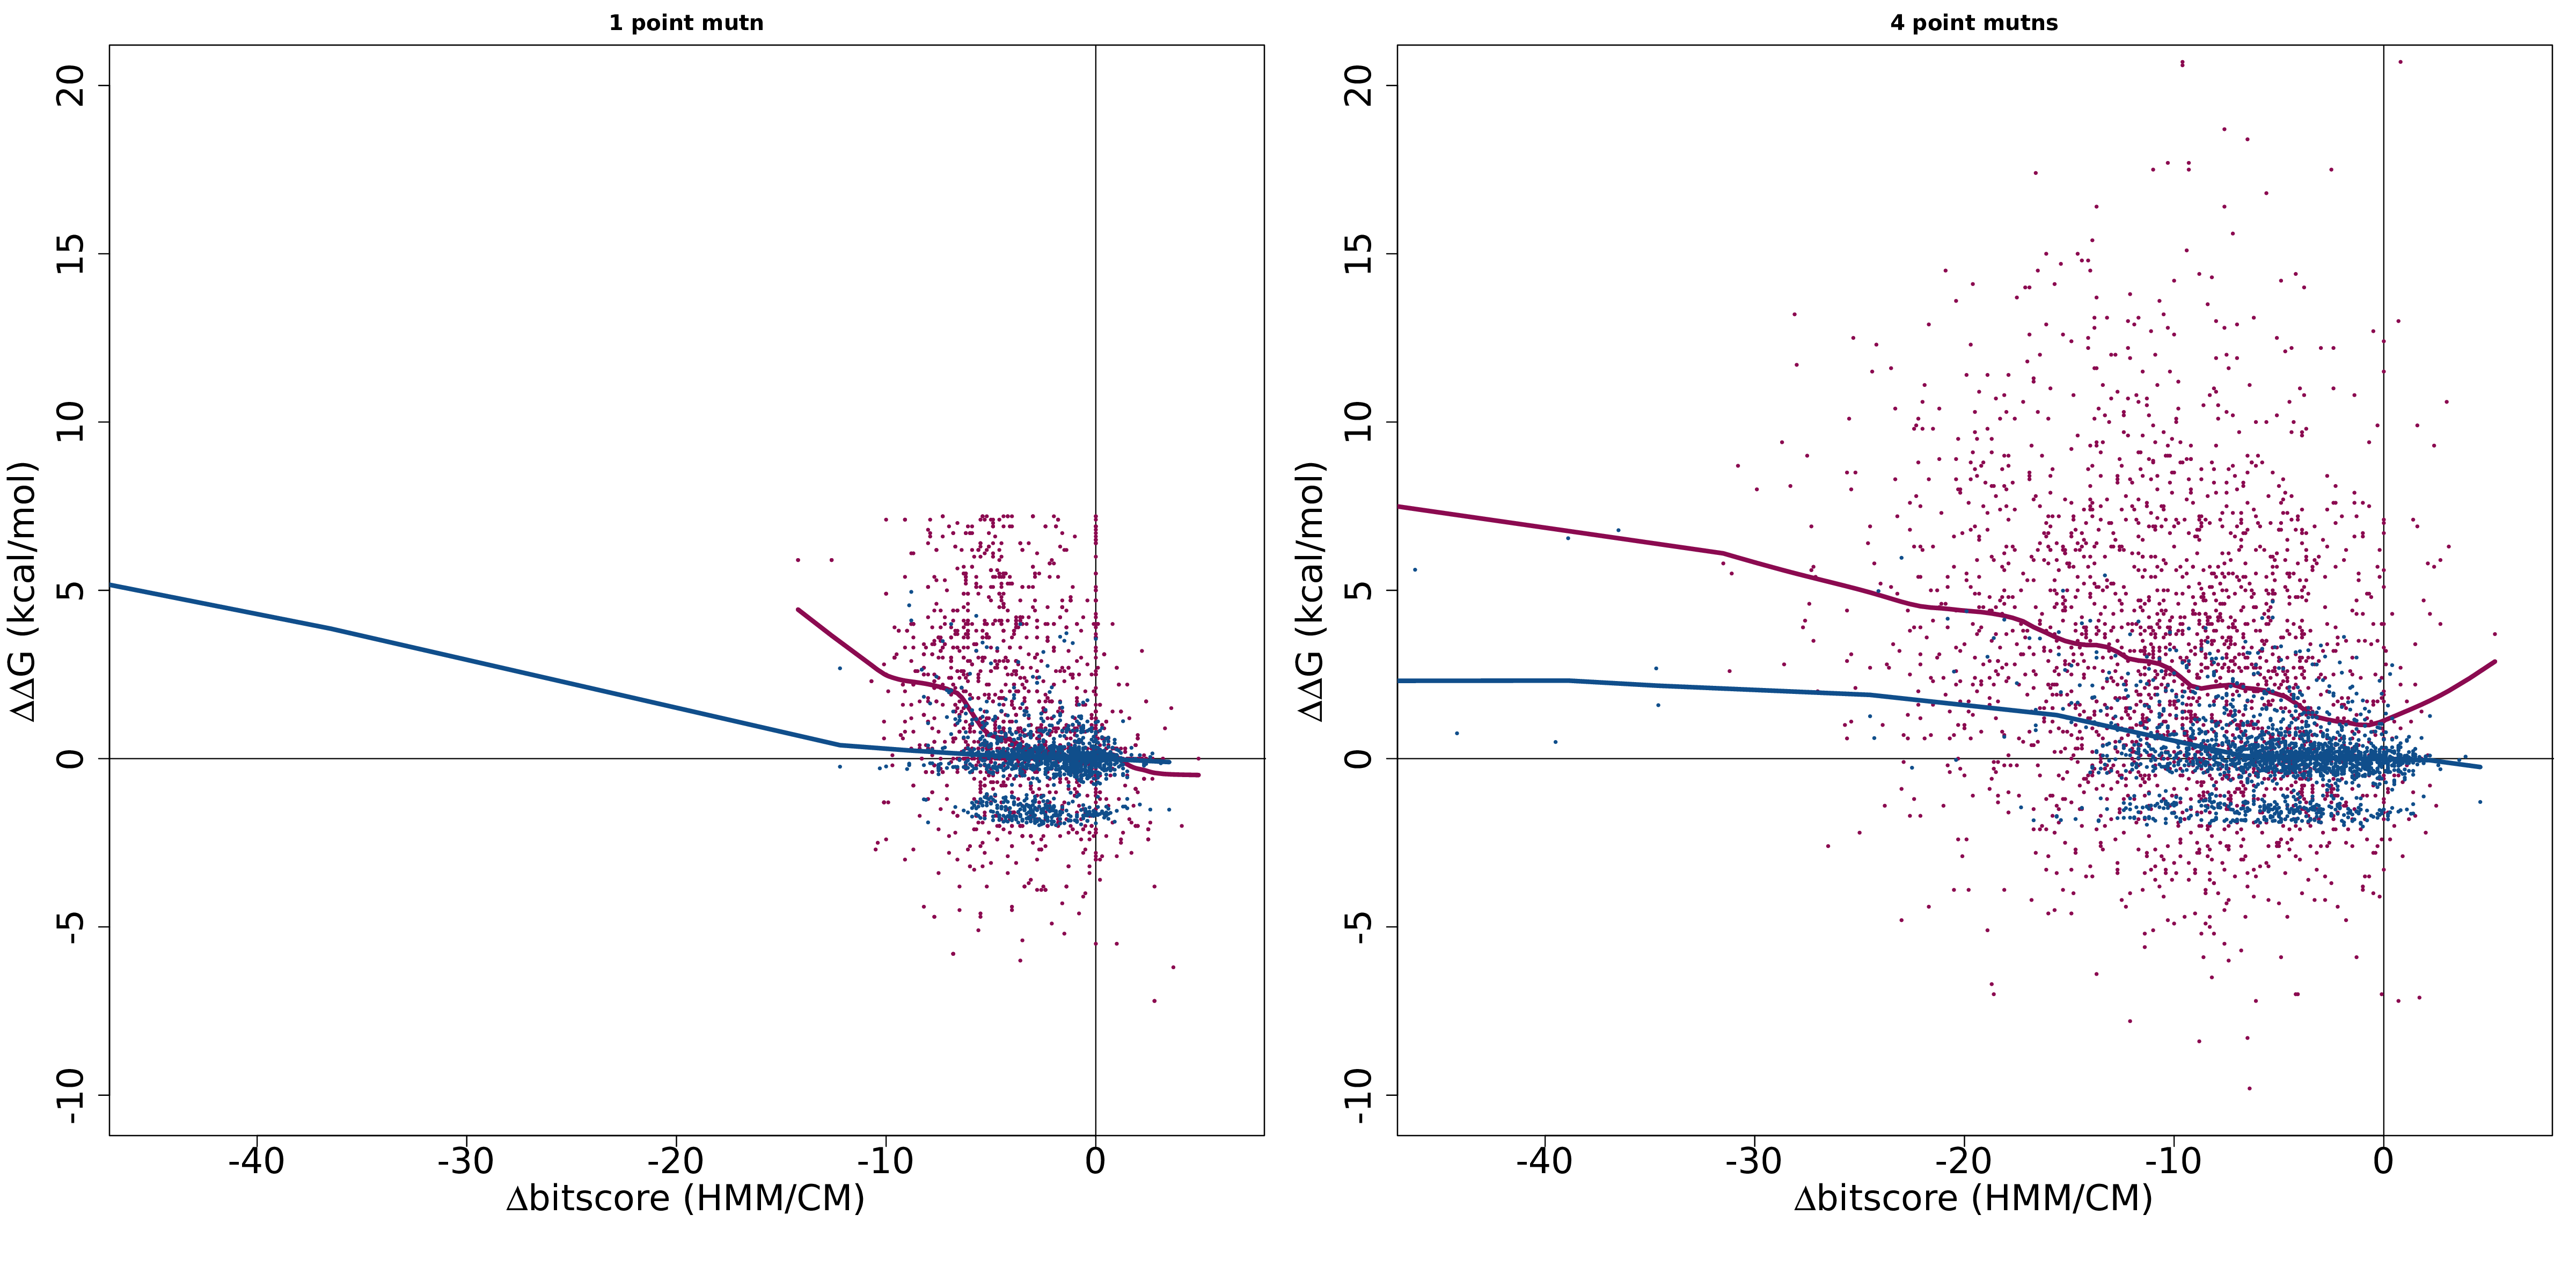 1 point mutn
20
15
10
5
0
-5
-10
ΔΔG (kcal/mol)
-40 -30 -20 -10 0
Δbitscore (HMM/CM)
4 point mutns
20
15
10
5
0
-5
-10
ΔΔG (kcal/mol)
-40 -30 -20 -10 0
Δbitscore (HMM/CM)